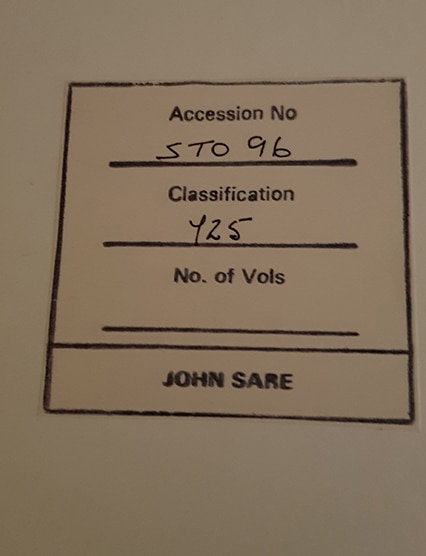 Accession No
STO 96
Classification
Y25
No. of Vols
JOHN SARE